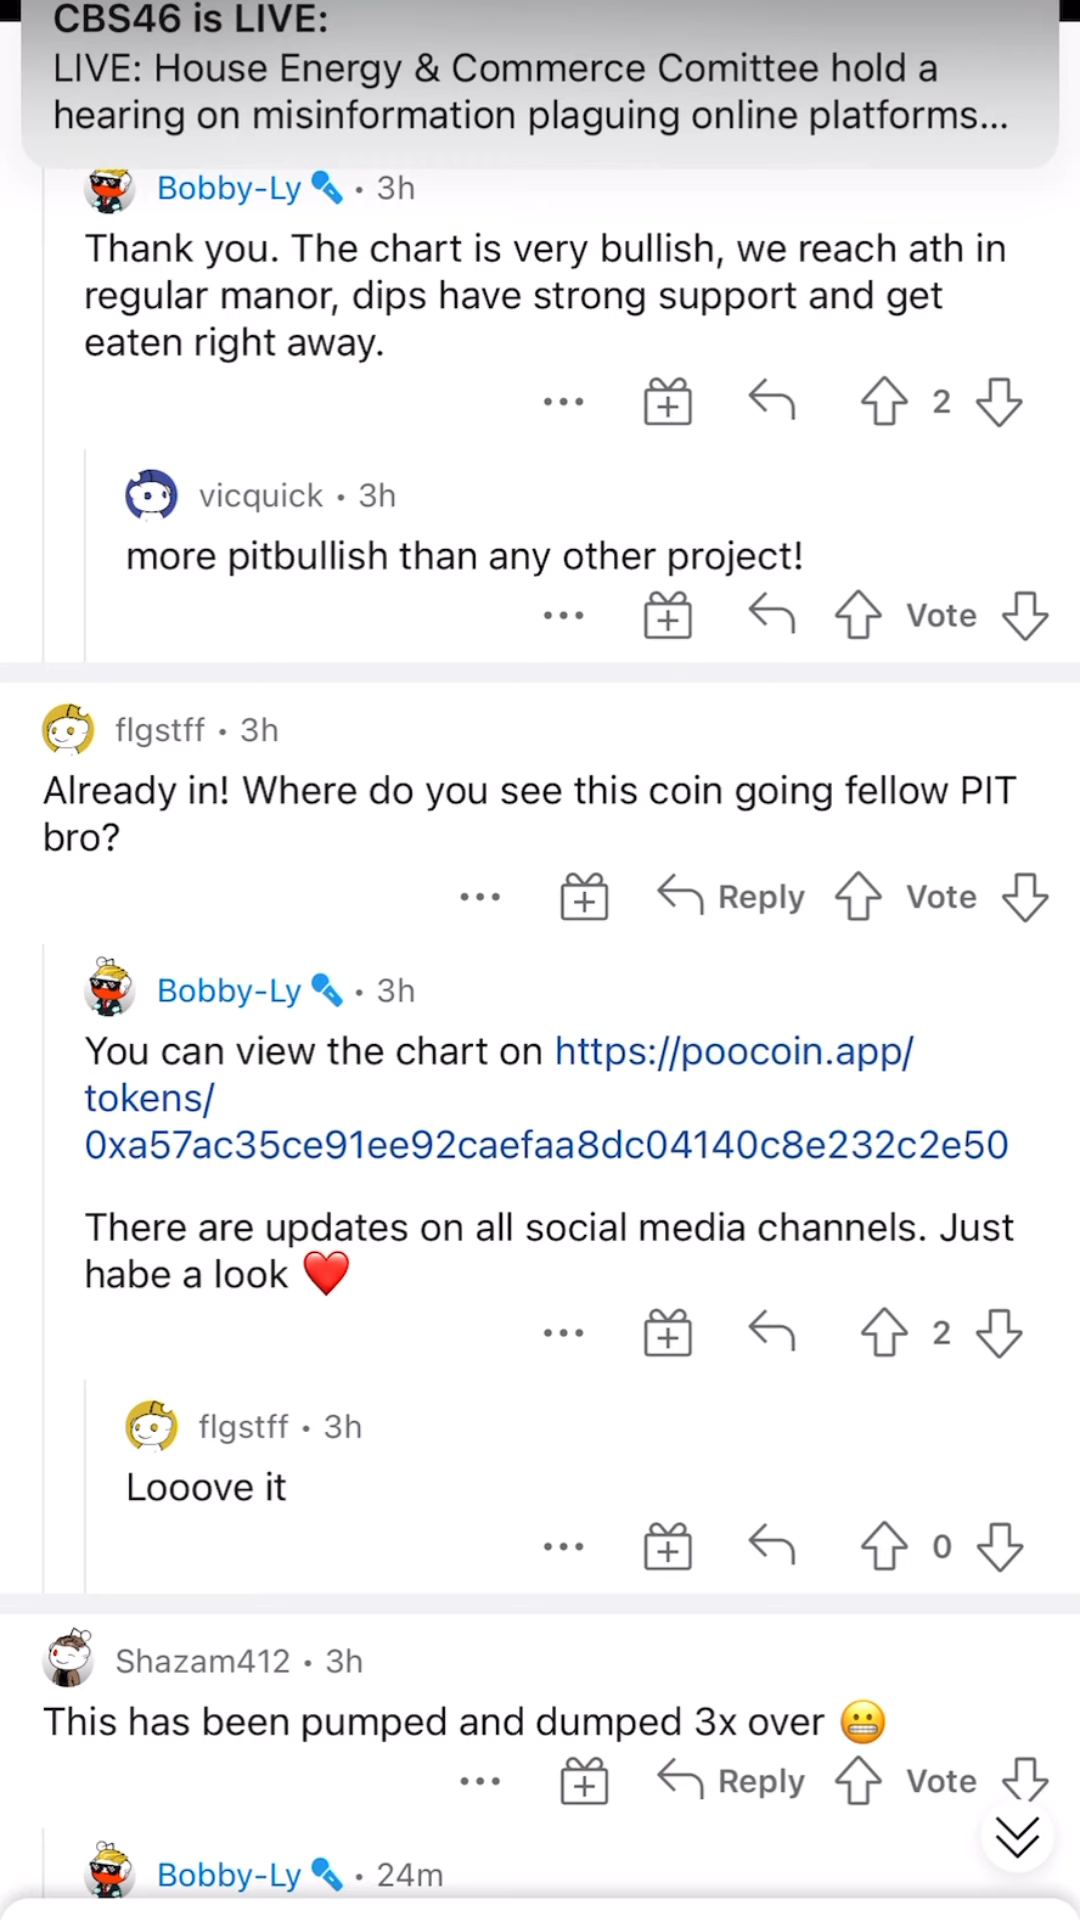 CBS46 is LIVE:
LIVE: House Energy & Commerce Comittee hold a
hearing on misinformation plaguing online platforms...
Bobby-Ly • 3h
Thank you. The chart is very bullish, we reach ath in
regular manor, dips have strong support and get
eaten right away.
2
vicquick • 3h
more pitbullish than any other project!
Vote
flgstff • 3h
Already in! Where do you see this coin going fellow PIT
bro?
Reply Vote
Bobby-Ly • 3h
You can view the chart on https://poocoin.app/
tokens/
0xa57ac35ce91ee92caefaa8dc04140c8e232c2e50
There are updates on all social media channels. Just
habe a look ❤️
2
flgstff • 3h
Looove it
0
Shazam412 • 3h
This has been pumped and dumped 3x over 😬
Reply Vote
Bobby-Ly • 24m